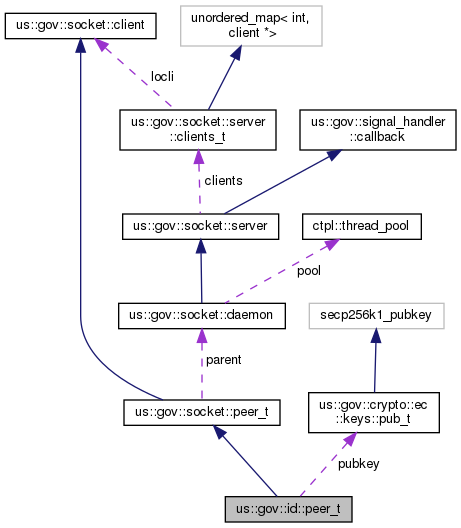 us::gov::socket::client
unordered_map< int,
client *>
locli
us::gov::socket::server
::clients_t
us::gov::signal_handler
::callback
clients
us::gov::socket::server
ctpl::thread_pool
pool
us::gov::socket::daemon
secp256k1_pubkey
parent
us::gov::socket::peer_t
us::gov::crypto::ec
::keys::pub_t
pubkey
us::gov::id::peer_t